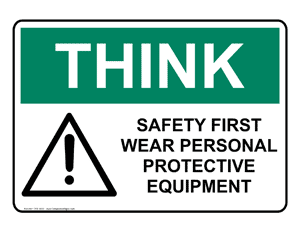 THINK
SAFETY FIRST
WEAR PERSONAL
PROTECTIVE
EQUIPMENT